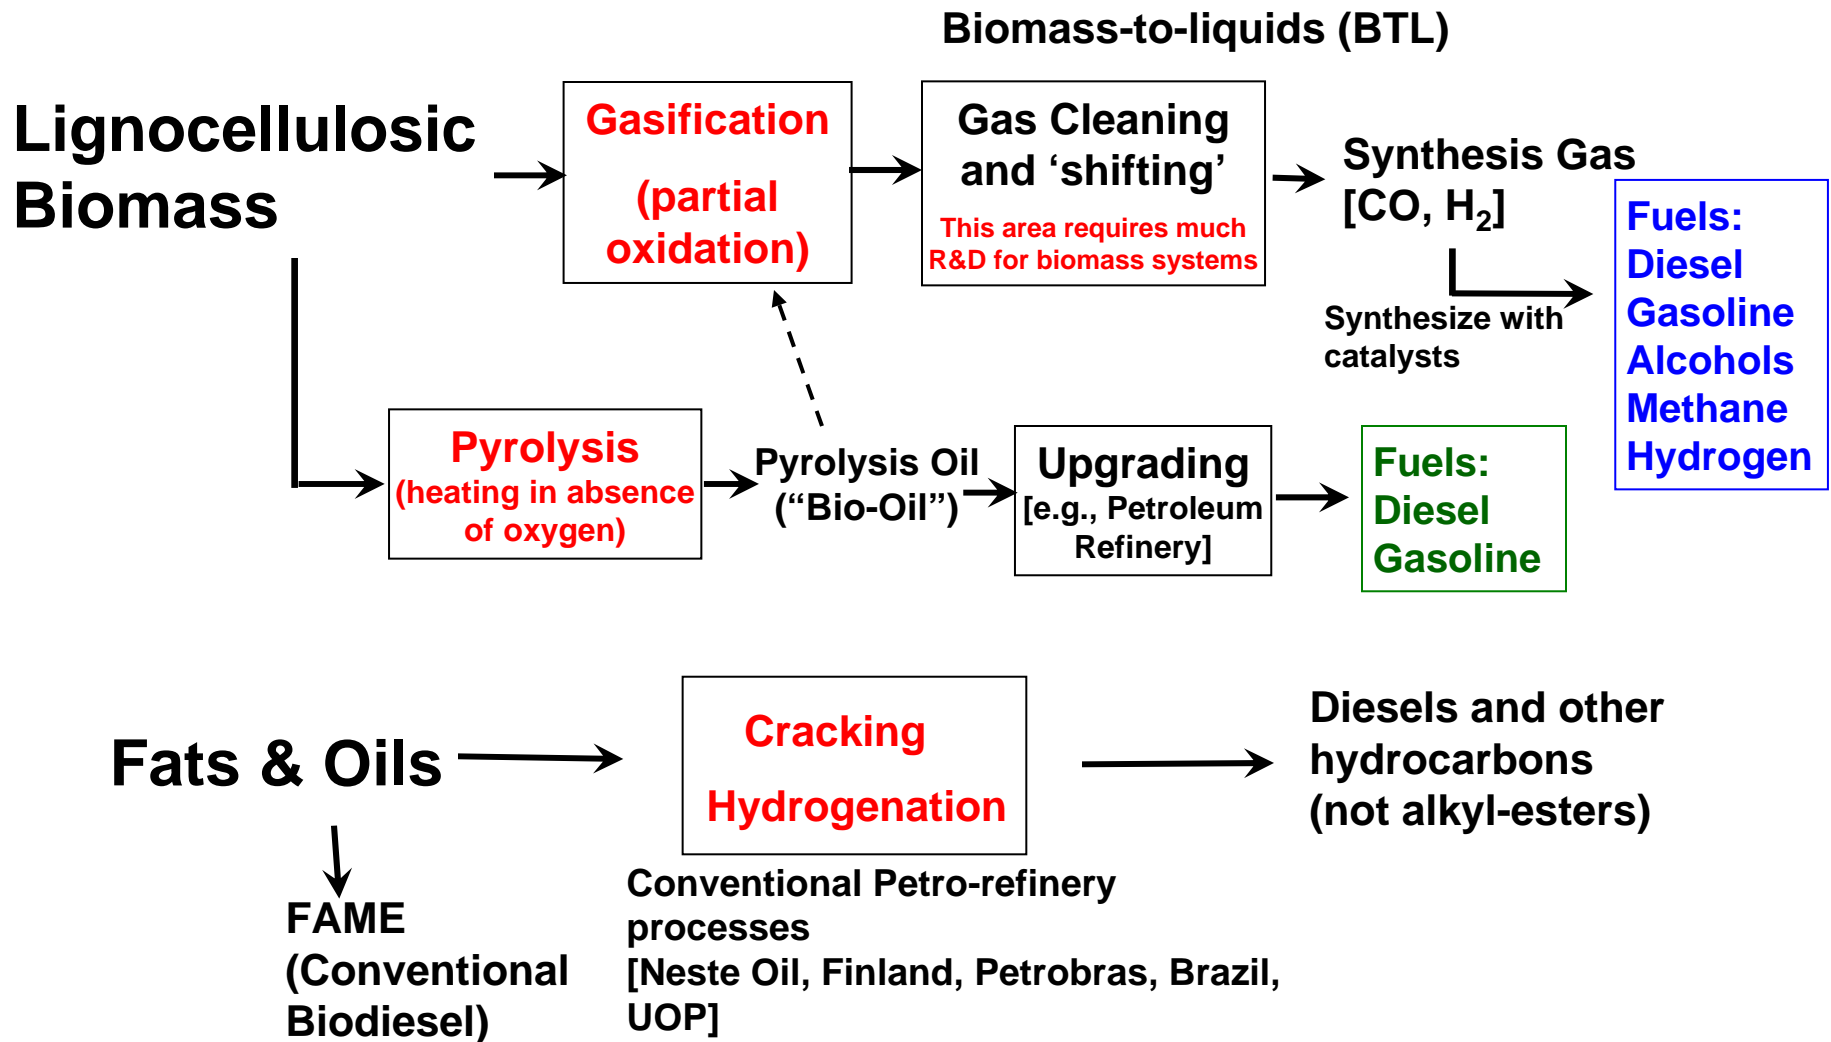 Biomass-to-liquids (BTL)
Lignocellulosic
Biomass
Gasification
(partial
oxidation)
Gas Cleaning
and ‘shifting’
This area requires much
R&D for biomass systems
Synthesis Gas
[CO, H2]
Synthesize with
catalysts
Fuels:
Diesel
Gasoline
Alcohols
Methane
Hydrogen
Pyrolysis
(heating in absence
of oxygen)
Pyrolysis Oil
(“Bio-Oil”)
Upgrading
[e.g., Petroleum
Refinery]
Fuels:
Diesel
Gasoline
Fats & Oils
Cracking
Hydrogenation
Diesels and other
hydrocarbons
(not alkyl-esters)
FAME
(Conventional
Biodiesel)
Conventional Petro-refinery
processes
[Neste Oil, Finland, Petrobras, Brazil,
UOP]